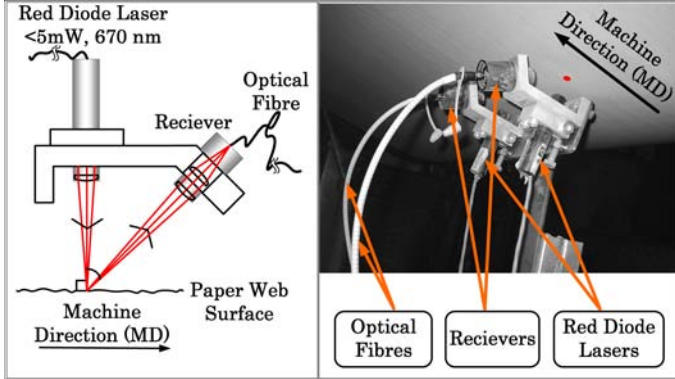 Red Diode Laser
<5mW, 670 nm
Optical
Fibre
Reciever
Paper Web
Surface
Machine
Direction (MD)
Machine
Direction (MD)
Optical
Fibres
Recievers
Red Diode
Lasers